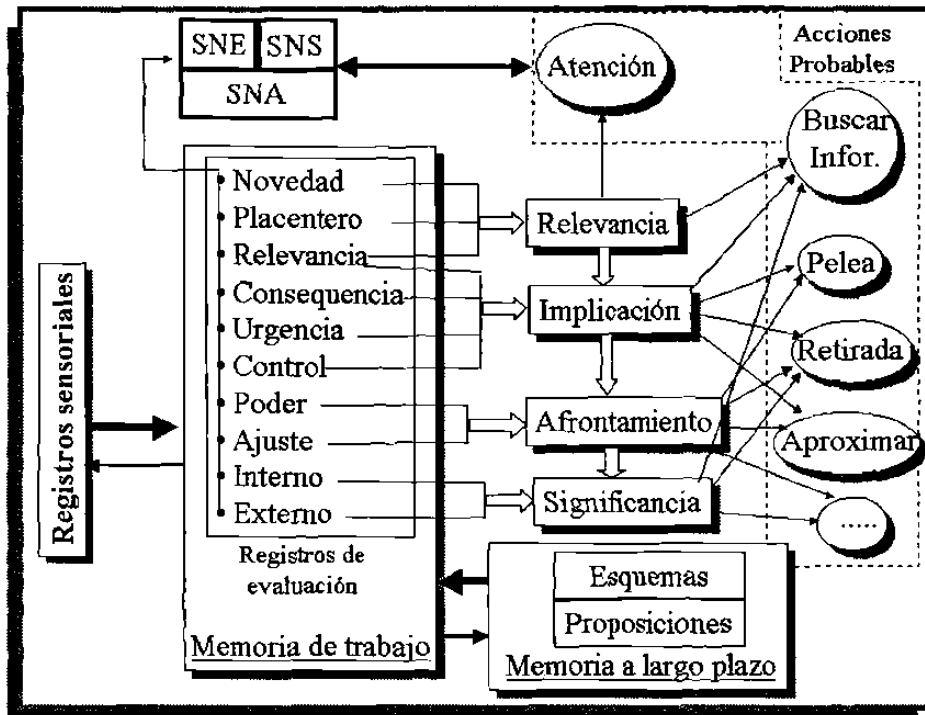 SNE
SNS
SNA
Atención
Acciones
Probables
Buscar
Infor.
Novedad
Placentero
Relevancia
Consequencia
Urgencia
Control
Poder
Ajuste
Interno
Externo
Registros de
evaluación
Memoria de trabajo
Registros sensoriales
Relevancia
Implicación
Afrontamiento
Significancia
Pelea
Retirada
Aproximar
.....
Esquemas
Proposiciones
Memoria a largo plazo